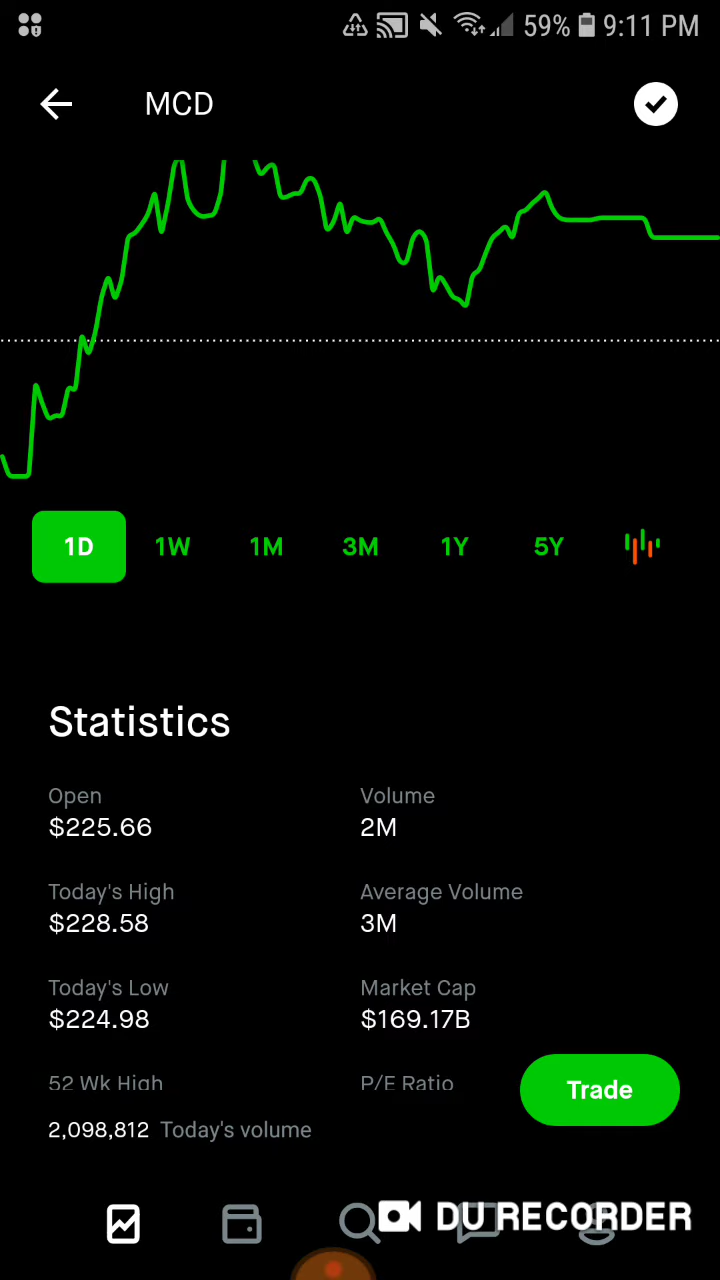 59% 9:11 PM
MCD
1D 1W 1M 3M 1Y 5Y
Statistics
Open
$225.66
Volume
2M
Today's High
$228.58
Average Volume
3M
Today's Low
$224.98
Market Cap
$169.17B
52 Wk High
P/E Ratio
Trade
2,098,812 Today's volume
DU RECORDER